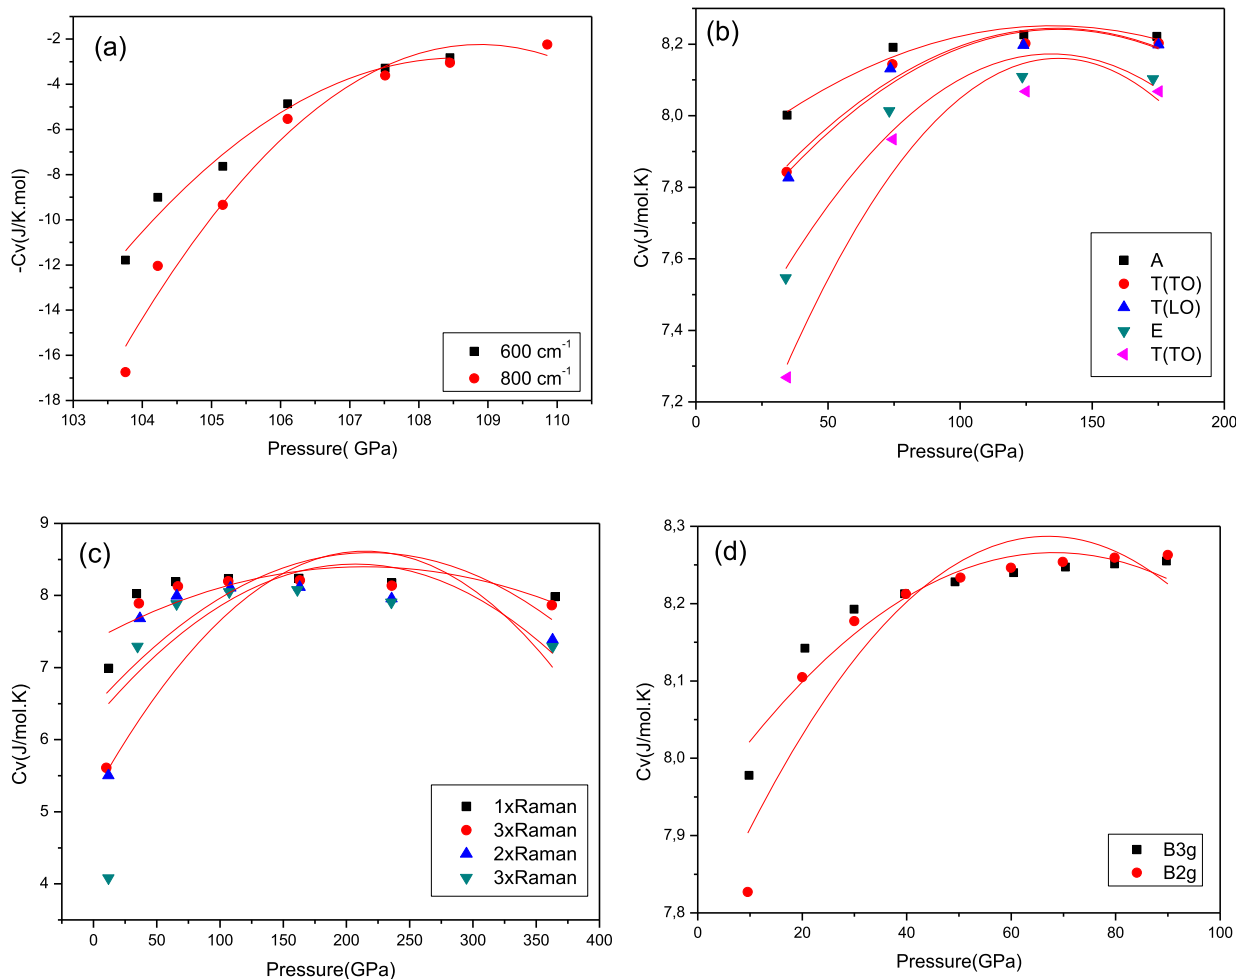 (a)
-2
-4
-6
-8
-10
-12
-14
-16
-18
-Cv(J/K.mol)
600 cm-1
800 cm-1
103 104 105 106 107 108 109 110
Pressure( GPa)
(b)
8,2
8,0
7,8
7,6
7,4
7,2
Cv(J/mol.K)
A
T(TO)
T(LO)
E
T(TO)
0 50 100 150 200
Pressure(GPa)
(c)
9
8
7
6
5
4
Cv(J/mol.K)
1xRaman
3xRaman
2xRaman
3xRaman
0 50 100 150 200 250 300 350 400
Pressure(GPa)
(d)
8,3
8,2
8,1
8,0
7,9
7,8
Cv(J/mol.K)
B3g
B2g
0 20 40 60 80 100
Pressure(GPa)